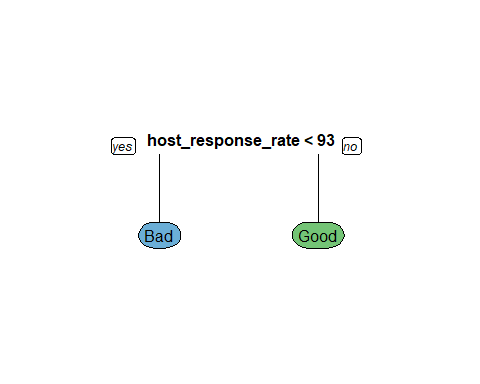 yes host_response_rate < 93 no
Bad Good